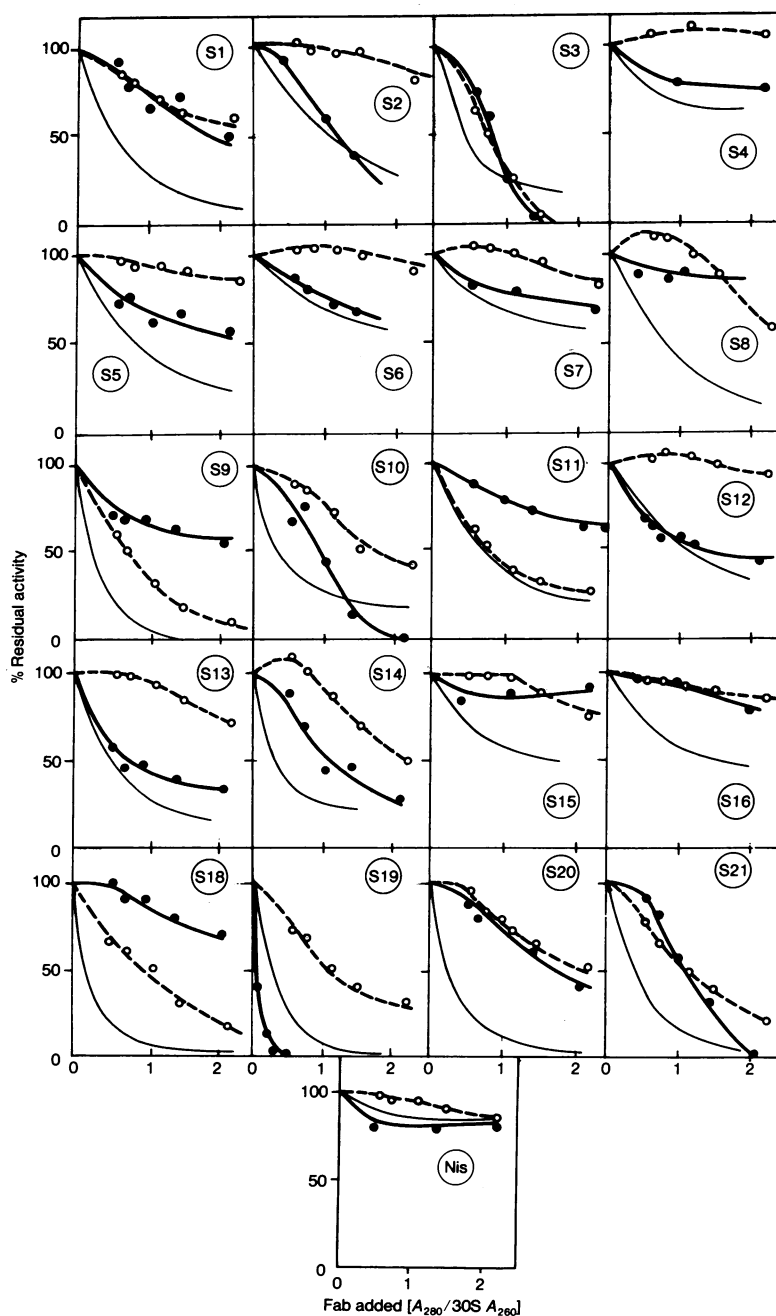 100
50
0
S1
S2
S3
S4
100
50
0
S5
S6
S7
S8
100
50
0
S9
S10
S11
S12
% Residual activity
100
50
0
S13
S14
S15
S16
100
50
0
S18
S19
S20
S21
0 1 2 0 1 2 0 1 2 0 1 2
100
50
0
Nis
0 1 2
Fab added [A280/30S A260]